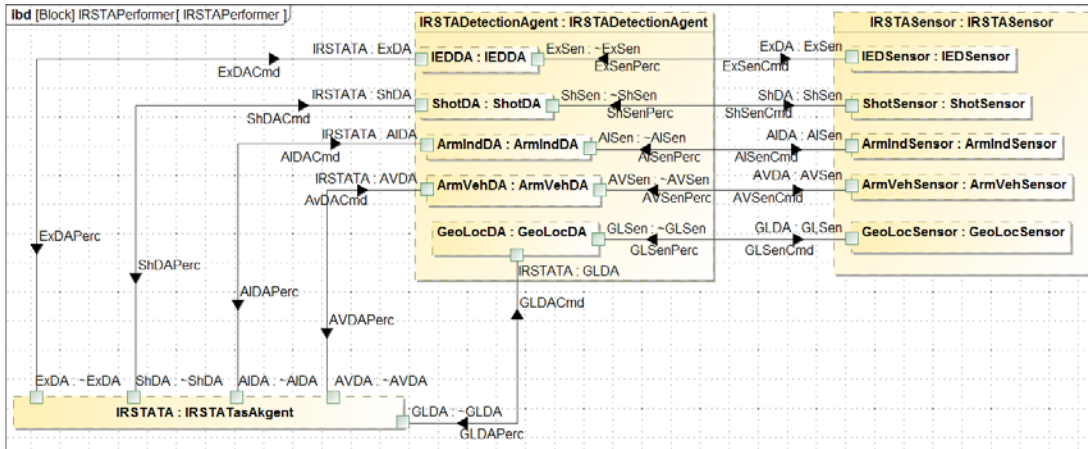 ibd [Block] IRSTAPerformer[ IRSTAPerformer ]
IRSTADetectionAgent : IRSTADetectionAgent
IRSTASensor : IRSTASensor
IRSTATA : ExDA
ExDACmd
IEDDA : IEDDA
ExSen : ~ExSen
ExSenPerc
ExDA : ExSen
ExSenCmd
IEDSensor : IEDSensor
IRSTATA : ShDA
ShDACmd
ShotDA : ShotDA
ShSen : ~ShSen
ShSenPerc
ShDA : ShSen
ShSenCmd
ShotSensor : ShotSensor
IRSTATA : AIDA
AIDACmd
ArmIndDA : ArmIndDA
AISen : ~AISen
AISenPerc
AIDA : AISen
AISenCmd
ArmIndSensor : ArmIndSensor
IRSTATA : AVDA
AvDACmd
ArmVehDA : ArmVehDA
AVSen : ~AVSen
AVSenPerc
AVDA : AVSen
AVSenCmd
ArmVehSensor : ArmVehSensor
GeoLocDA : GeoLocDA
GLSen : ~GLSen
GLSenPerc
GLDA : GLSen
GLSenCmd
GeoLocSensor : GeoLocSensor
IRSTATA : GLDA
GLDACmd
ExDAPerc
ShDAPerc
AIDAPerc
AVDAPerc
ExDA : ~ExDA
ShDA : ~ShDA
AIDA : ~AIDA
AVDA : ~AVDA
IRSTATA : IRSTATasAkgent
GLDA : ~GLDA
GLDAPerc